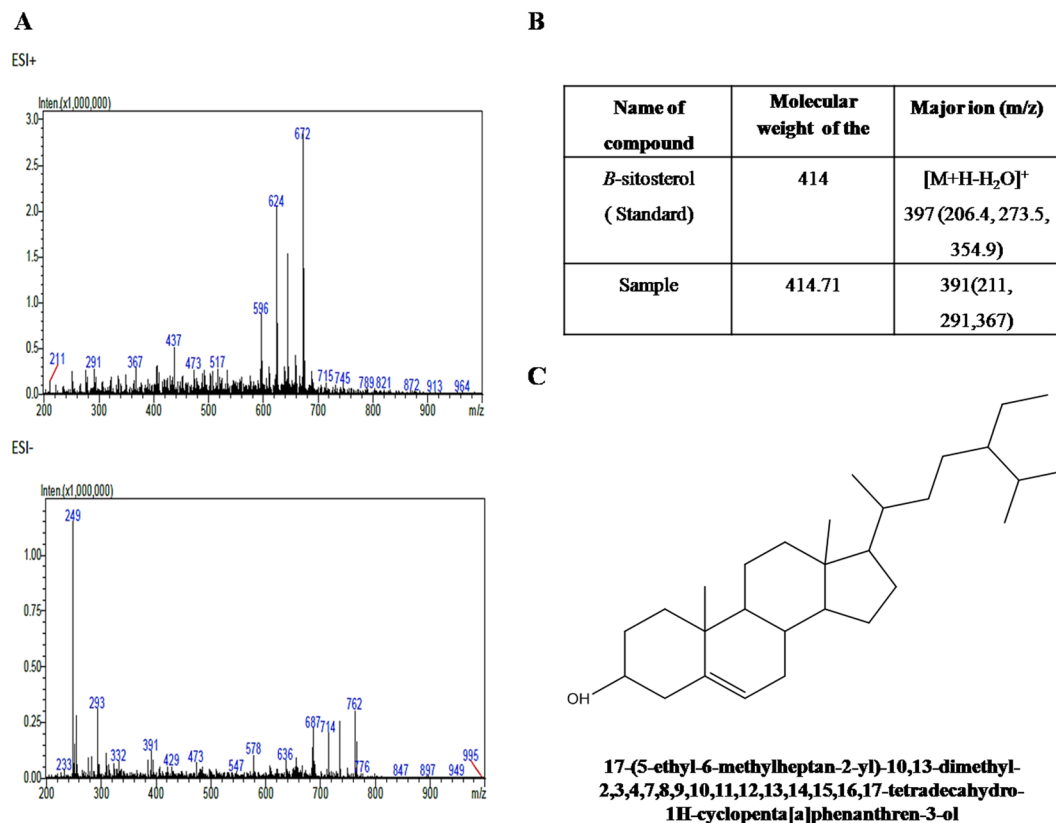 A
ESI+
Inten.(x1,000,000)
3.0
2.5
2.0
1.5
1.0
0.5
0.0
672
624
596
437
211
291
367
473
517
715
745
789
821
872
913
964
200
300
400
500
600
700
800
900
m/z
ESI-
Inten.(x1,000,000)
1.00
0.75
0.50
0.25
0.00
249
293
233
332
391
429
473
547
578
636
687
714
762
776
847
897
949
995
200
300
400
500
600
700
800
900
m/z
B
Name of
compound
Molecular
weight of the
Major ion (m/z)
B-sitosterol
( Standard)
414
[M+H-H₂O]⁺
397 (206.4, 273.5,
354.9)
Sample
414.71
391(211,
291,367)
C
OH
17-(5-ethyl-6-methylheptan-2-yl)-10,13-dimethyl-
2,3,4,7,8,9,10,11,12,13,14,15,16,17-tetradecahydro-
1H-cyclopenta[a]phenanthren-3-ol